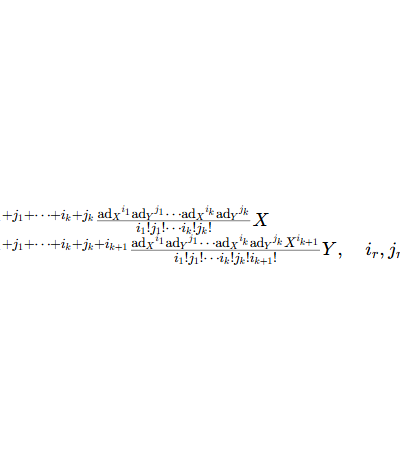 ^{+j_1+\cdots+i_k+j_k} \frac{\mathrm{ad}_X{}^{i_1}\mathrm{ad}_Y{}^{j_1}\cdots\mathrm{ad}_X{}^{i_k}\mathrm{ad}_Y{}^{j_k}}{i_1!j_1!\cdots i_k!j_k!}X
^{+j_1+\cdots+i_k+j_k+i_{k+1}} \frac{\mathrm{ad}_X{}^{i_1}\mathrm{ad}_Y{}^{j_1}\cdots\mathrm{ad}_X{}^{i_k}\mathrm{ad}_Y{}^{j_k}X^{i_{k+1}}}{i_1!j_1!\cdots i_k!j_k!i_{k+1}!}Y, \quad i_r, j_r